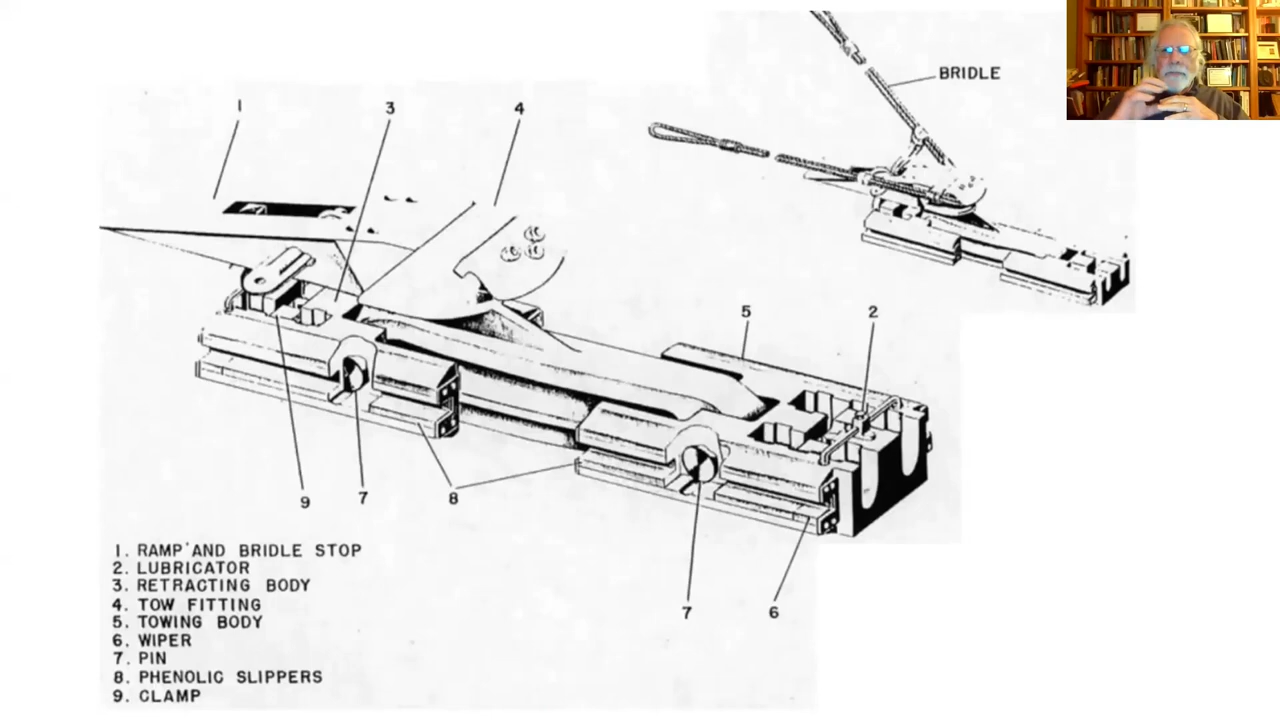 BRIDLE
1 3 4
5 2
9 7 8
7 6
1. RAMP AND BRIDLE STOP
2. LUBRICATOR
3. RETRACTING BODY
4. TOW FITTING
5. TOWING BODY
6. WIPER
7. PIN
8. PHENOLIC SLIPPERS
9. CLAMP